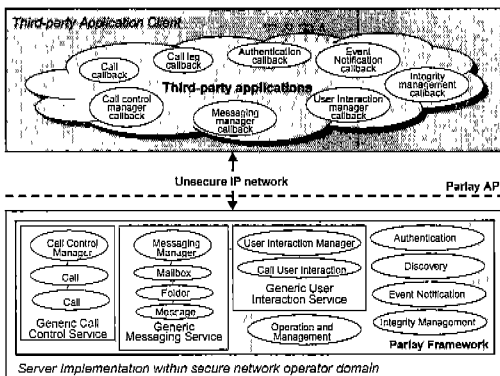 Third-party Application Client
Call
callback
Call leg
callback
Authentication
callback
Event
Notification
callback
Integrity
management
callback
Third-party applications
Call control
manager
callback
Messaging
manager
callback
User Interaction
manager
callback
Unsecure IP network
Parlay AP
Call Control
Manager
Call
Call
Generic Call
Control Service
Messaging
Manager
Mailbox
Folder
Message
Generic
Messaging Service
User Interaction Manager
Call User Interaction
Generic User
Interaction Service
Operation and
Management
Authentication
Discovery
Event Notification
Integrity Management
Parlay Framework
Server Implementation within secure network operator domain